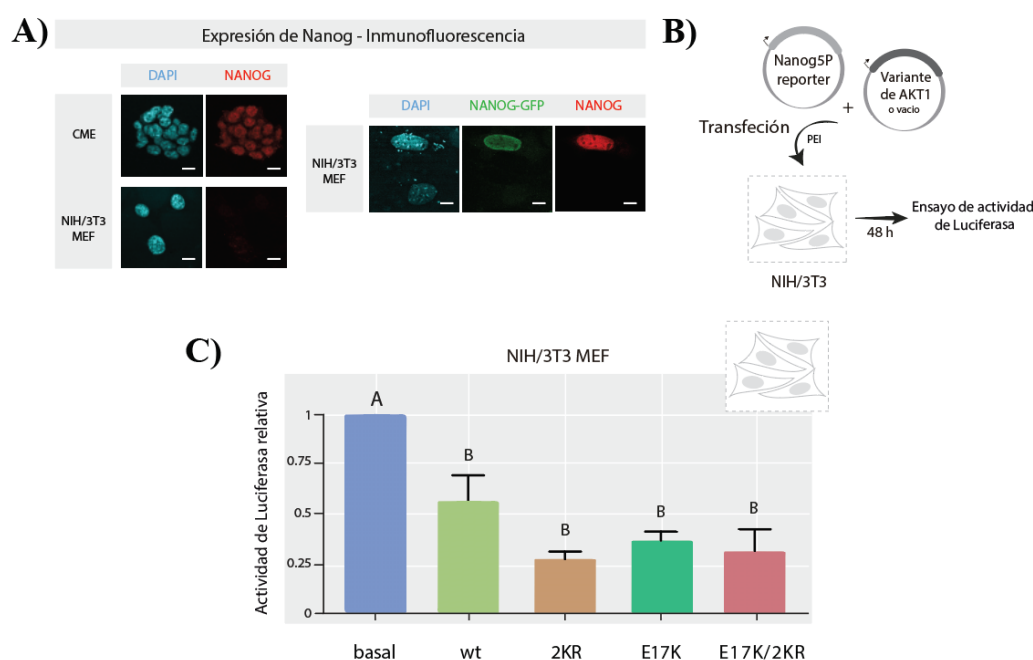 A)
Expresión de Nanog - Inmunofluorescencia
DAPI NANOG
CME
NIH/3T3
MEF
DAPI NANOG-GFP NANOG
NIH/3T3
MEF
B)
Nanog5P
reporter
+
Variante
de AKT1
o vacio
Transfeción
PEI
NIH/3T3
48 h
Ensayo de actividad
de Luciferasa
C)
NIH/3T3 MEF
Actividad de Luciferasa relativa
1
0.75
0.5
0.25
0
A
B
B
B
B
basal wt 2KR E17K E17K/2KR